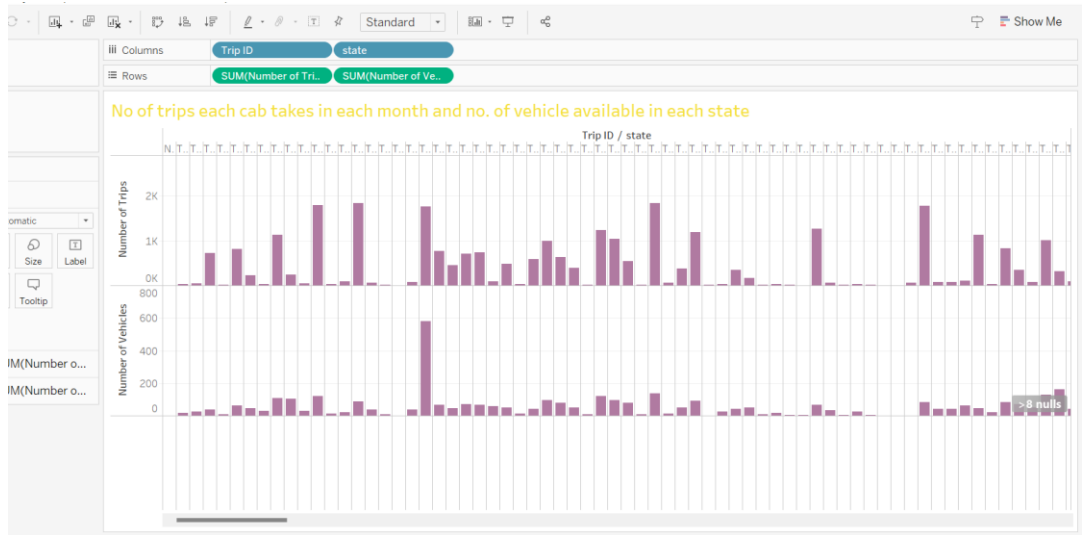 Standard
Show Me
Columns
Trip ID
state
Rows
SUM(Number of Tri..
SUM(Number of Ve..
No of trips each cab takes in each month and no. of vehicle available in each state
Trip ID / state
N.. T.. T.. T.. T.. T.. T.. T.. T.. T.. T.. T.. T.. T.. T.. T.. T.. T.. T.. T.. T.. T.. T.. T.. T.. T.. T.. T.. T.. T.. T.. T.. T.. T.. T.. T.. T.. T.. T.. T.. T.. T.. T.. T.. T.. T.. T.. T.. T.. T.. T.. T.. T.. T.. T.. T.. T.. T.. T.. T.. T.. T.. T.. T.. T.. T.. T.. T
omatic
Size
Label
Tooltip
UM(Number o...
UM(Number o...
Number of Trips
2K
1K
0K
Number of Vehicles
800
600
400
200
0
>8 nulls